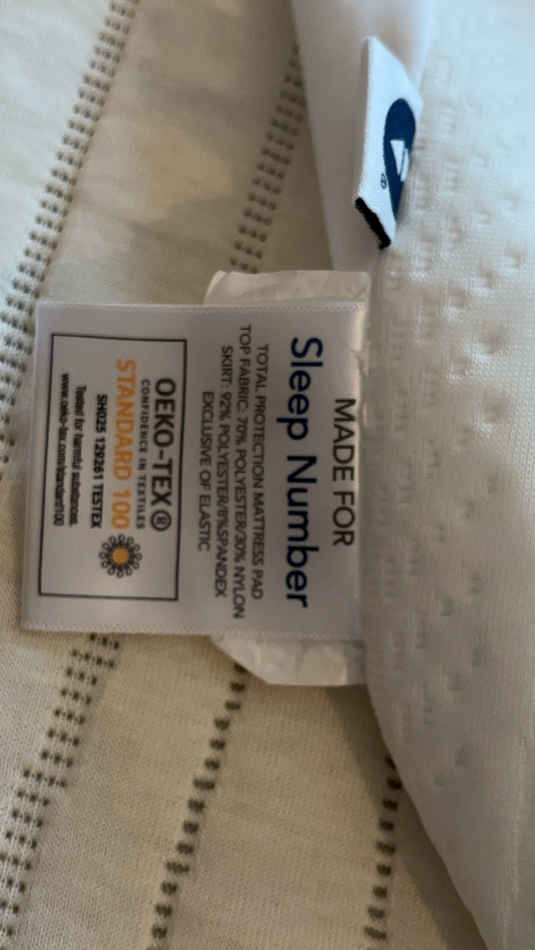 MADE FOR
Sleep Number
TOTAL PROTECTION MATTRESS PAD
TOP FABRIC: 70% POLYESTER/30% NYLON
SKIRT: 92% POLYESTER/8%SPANDEX
EXCLUSIVE OF ELASTIC
OEKO-TEX®
CONFIDENCE IN TEXTILES
STANDARD 100
SH025 129261 TESTEX
Tested for harmful substances.
www.oeko-tex.com/standard100